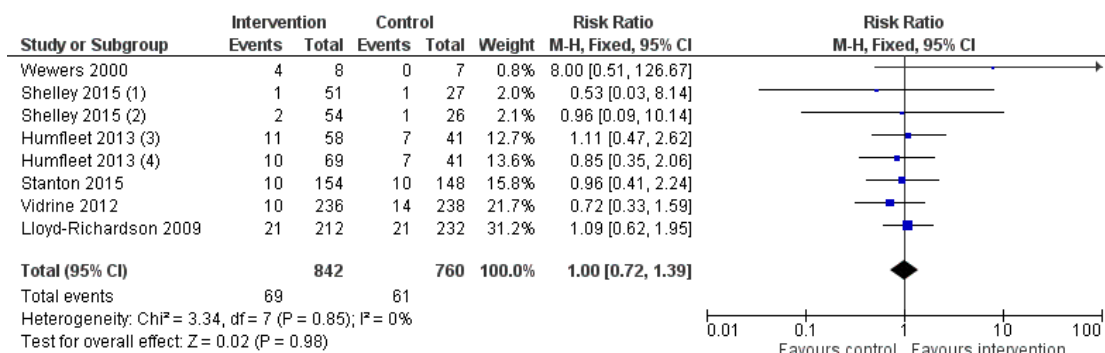 Intervention Control Risk Ratio Risk Ratio
Study or Subgroup Events Total Events Total Weight M-H, Fixed, 95% CI M-H, Fixed, 95% CI
Wewers 2000 4 8 0 7 0.8% 8.00 [0.51, 126.67]
Shelley 2015 (1) 1 51 1 27 2.0% 0.53 [0.03, 8.14]
Shelley 2015 (2) 2 54 1 26 2.1% 0.96 [0.09, 10.14]
Humfleet 2013 (3) 11 58 7 41 12.7% 1.11 [0.47, 2.62]
Humfleet 2013 (4) 10 69 7 41 13.6% 0.85 [0.35, 2.06]
Stanton 2015 10 154 10 148 15.8% 0.96 [0.41, 2.24]
Vidrine 2012 10 236 14 238 21.7% 0.72 [0.33, 1.59]
Lloyd-Richardson 2009 21 212 21 232 31.2% 1.09 [0.62, 1.95]
Total (95% CI) 842 760 100.0% 1.00 [0.72, 1.39]
Total events 69 61
Heterogeneity: Chi² = 3.34, df = 7 (P = 0.85); I² = 0%
Test for overall effect: Z = 0.02 (P = 0.98)
0.01 0.1 1 10 100
Favours control Favours intervention